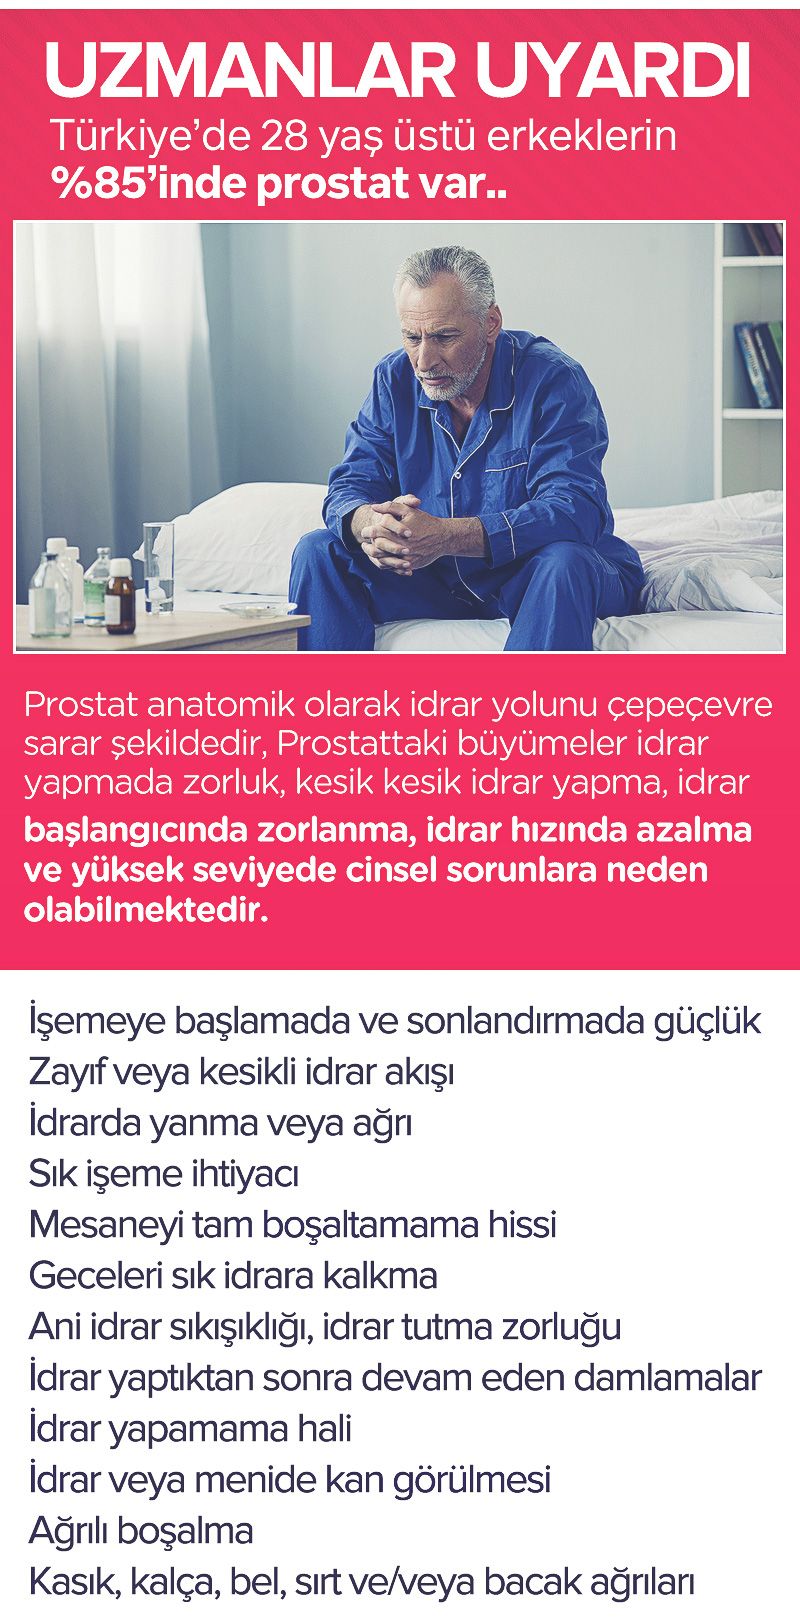 UZMANLAR UYARDI
Türkiye’de 28 yaş üstü erkeklerin
%85’inde prostat var..
Prostat anatomik olarak idrar yolunu çepeçevre
sarar şekildedir, Prostattaki büyümeler idrar
yapmada zorluk, kesik kesik idrar yapma, idrar
başlangıcında zorlanma, idrar hızında azalma
ve yüksek seviyede cinsel sorunlara neden
olabilmektedir.
İşemeye başlamada ve sonlandırmada güçlük
Zayıf veya kesikli idrar akışı
İdrarda yanma veya ağrı
Sık işeme ihtiyacı
Mesaneyi tam boşaltamama hissi
Geceleri sık idrara kalkma
Ani idrar sıkışıklığı, idrar tutma zorluğu
İdrar yaptıktan sonra devam eden damlamalar
İdrar yapamama hali
İdrar veya menide kan görülmesi
Ağrılı boşalma
Kasık, kalça, bel, sırt ve/veya bacak ağrıları